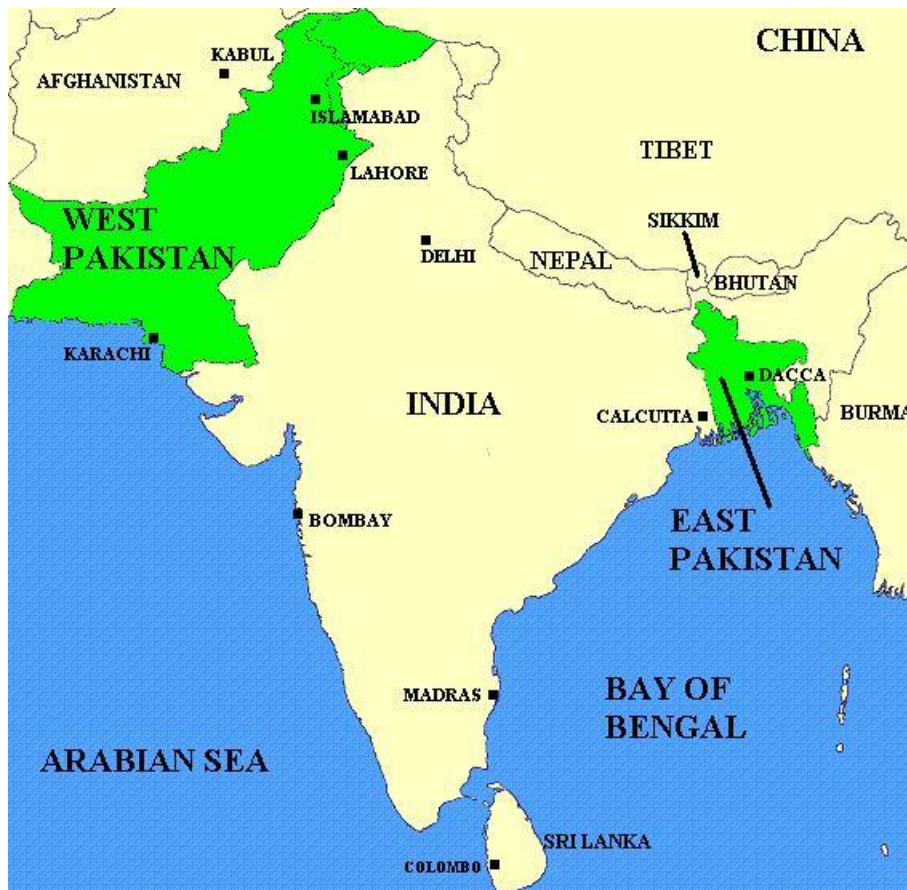 CHINA
KABUL
AFGHANISTAN
ISLAMABAD
TIBET
LAHORE
WEST
PAKISTAN
SIKKIM
DELHI
NEPAL
BHUTAN
KARACHI
DACCA
INDIA
CALCUTTA
BURMA
BOMBAY
EAST
PAKISTAN
MADRAS
BAY OF
BENGAL
ARABIAN SEA
SRI LANKA
COLOMBO